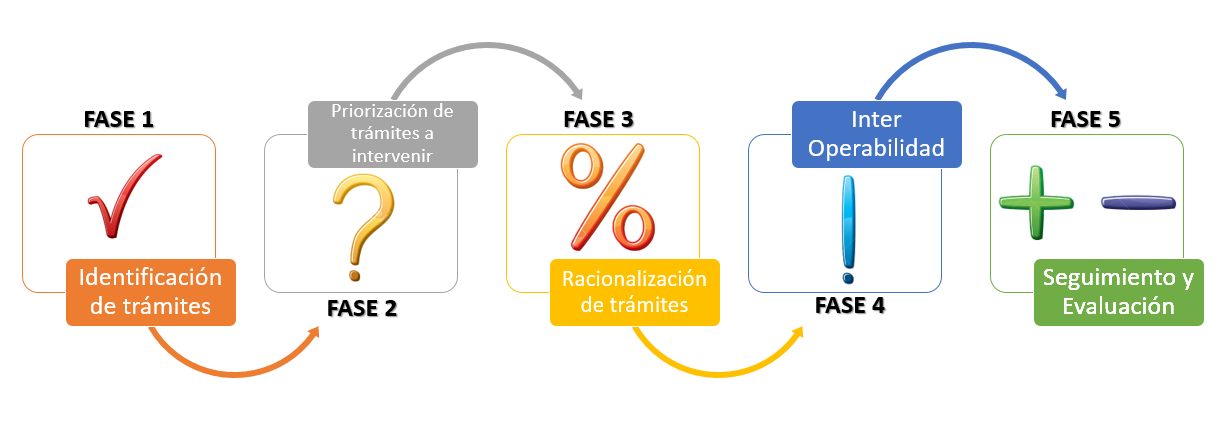 FASE 1
Identificación
de trámites
Priorización de
trámites a
intervenir
?
FASE 2
FASE 3
%
Racionalización
de trámites
Inter
Operabilidad
!
FASE 4
FASE 5
+ −
Seguimiento y
Evaluación